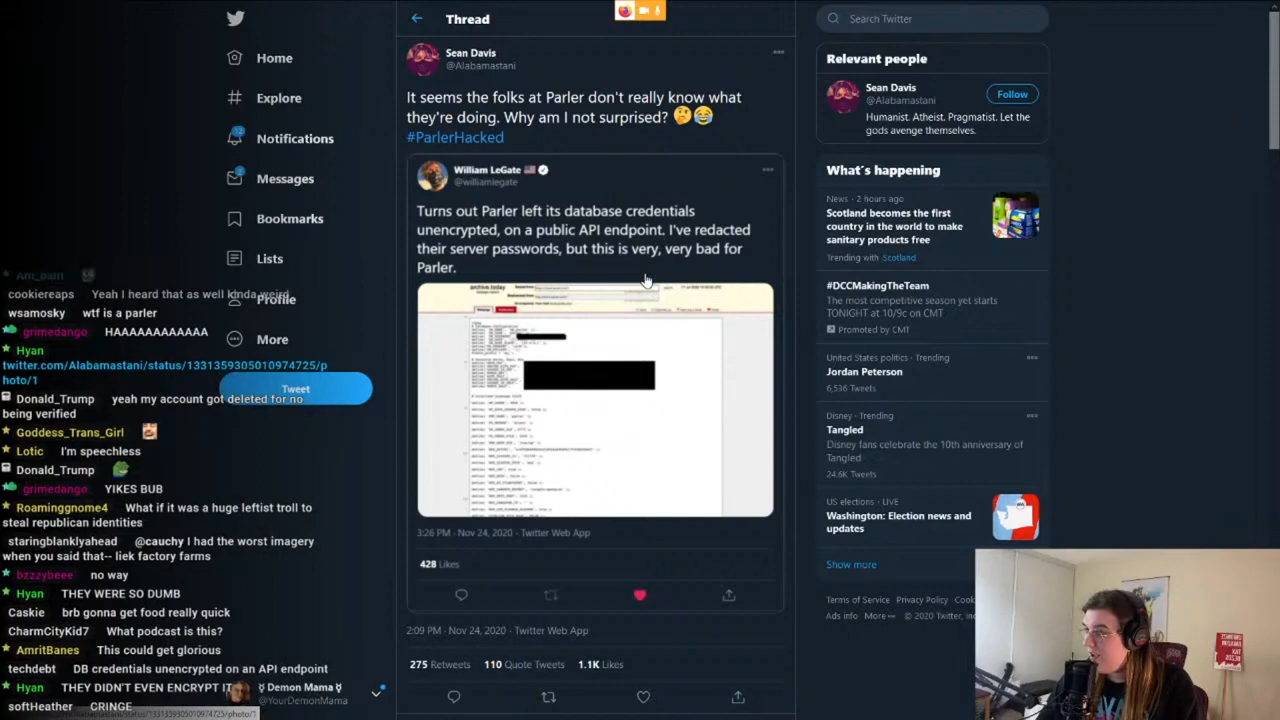 Thread
Sean Davis
@Alabamastani
It seems the folks at Parler don't really know what
they're doing. Why am I not surprised? 🤔😂
#ParlerHacked
William LeGate 🇺🇸
@williamlegate
Turns out Parler left its database credentials
unencrypted, on a public API endpoint. I've redacted
their server passwords, but this is very, very bad for
Parler.
archive.today
3:26 PM · Nov 24, 2020 · Twitter Web App
428 Likes
2:09 PM · Nov 24, 2020 · Twitter Web App
275 Retweets 110 Quote Tweets 1.1K Likes
Home
Explore
Notifications
Messages
Bookmarks
Lists
More
Tweet
Demon Mama
@YourDemonMama
cookieraps Yeah I heard that as well
grimedango HAAAAAAAAAAA
Hyan
twitter.com/Alabamastani/status/1331359305010974725/p
hoto/1
Donald_Trump yeah my account got deleted for no
being verified
Goddess_Trans_Girl
Lotic
Donald_Trump
grimedango YIKES BUB
What if it was a huge leftist troll to
steal republican identities
staringblanklyahead @cauchy I had the worst imagery
when you said that-- liek factory farms
bzzzybeee no way
Hyan THEY WERE SO DUMB
Caskie brb gonna get food really quick
CharmCityKid7 What podcast is this?
AmritBanes This could get glorious
techdebt DB credentials unencrypted on an API endpoint
Hyan THEY DIDN'T EVEN ENCRYPT IT
softHeather CRINGE
Search Twitter
Relevant people
Sean Davis
@Alabamastani
Follow
Humanist. Atheist. Pragmatist. Let the
gods avenge themselves.
What's happening
News · 2 hours ago
Scotland becomes the first
country in the world to make
sanitary products free
Trending with Scotland
#DCCMakingTheTeam
The most competitive season yet starts
TONIGHT at 10/9c on CMT
Promoted by CMT
United States politics · Trending
Jordan Peterson
6,536 Tweets
Disney · Trending
Tangled
Disney fans celebrate the 10th anniversary of
Tangled
24.6K Tweets
US elections · LIVE
Washington: Election news and
updates
Show more
Terms of Service Privacy Policy
Ads info More © 2020 Twitter,